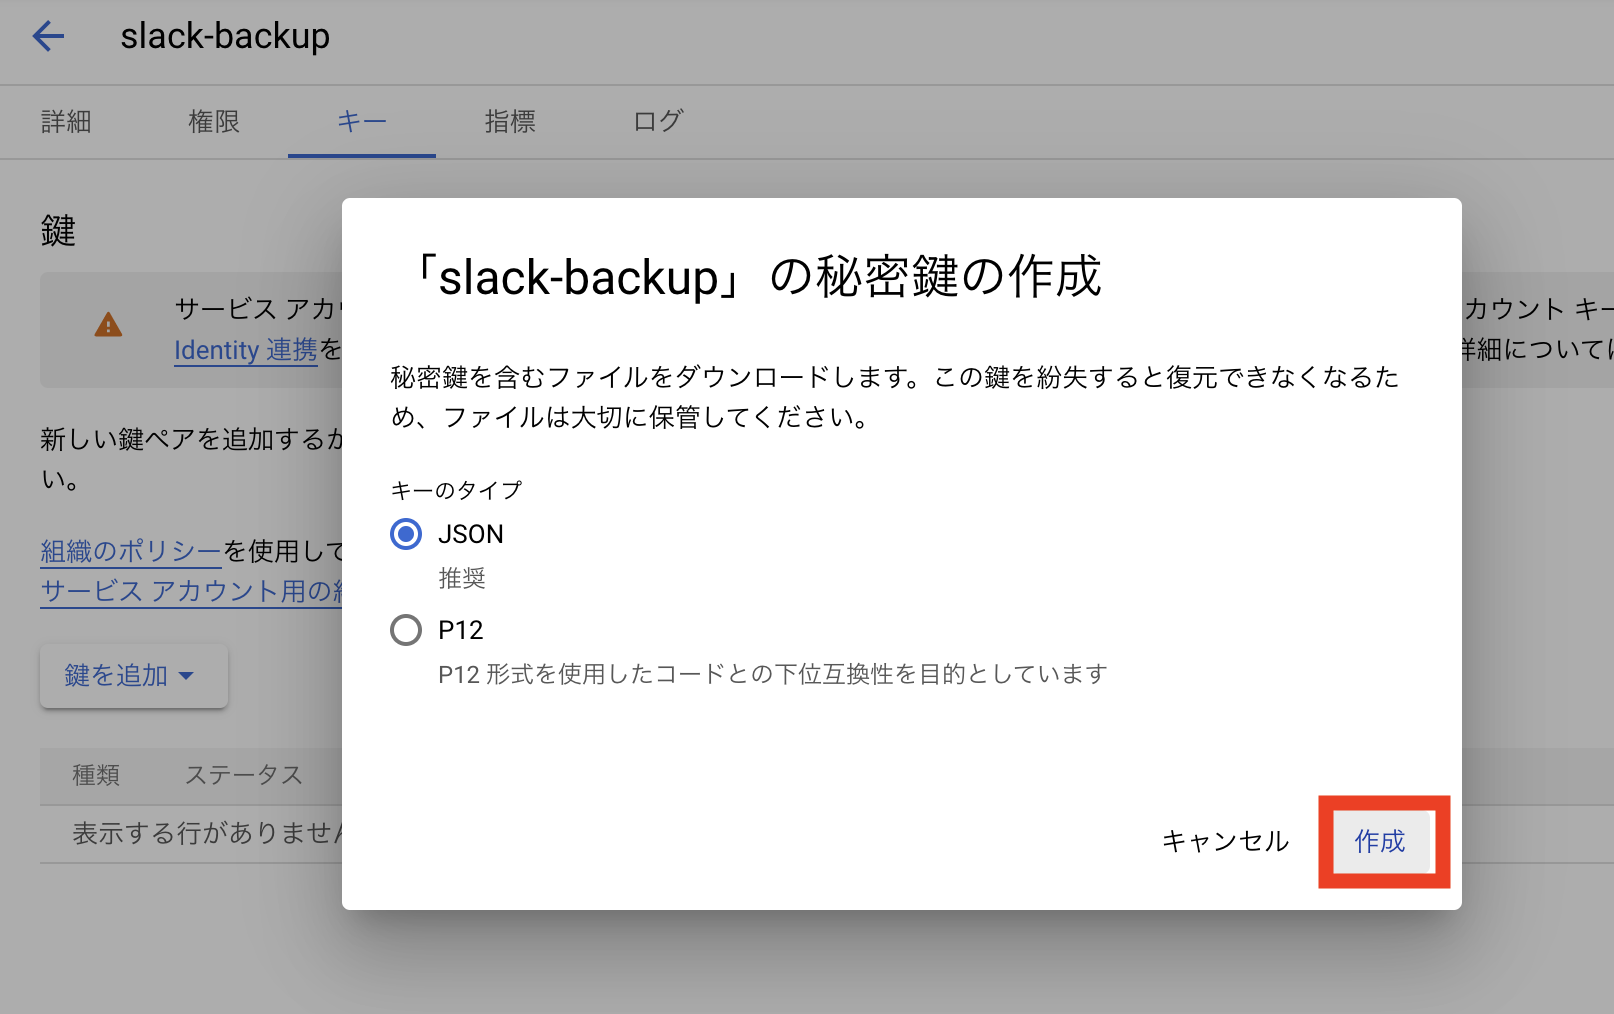 slack-backup
詳細 権限 キー 指標 ログ
鍵
サービス アカ
カウント キー
Identity 連携を
詳細については
新しい鍵ペアを追加するか
い。
組織のポリシーを使用して
サービス アカウント用の
鍵を追加
種類 ステータス
表示する行がありません
「slack-backup」の秘密鍵の作成
秘密鍵を含むファイルをダウンロードします。この鍵を紛失すると復元できなくなるた
め、ファイルは大切に保管してください。
キーのタイプ
JSON
推奨
P12
P12 形式を使用したコードとの下位互換性を目的としています
キャンセル 作成